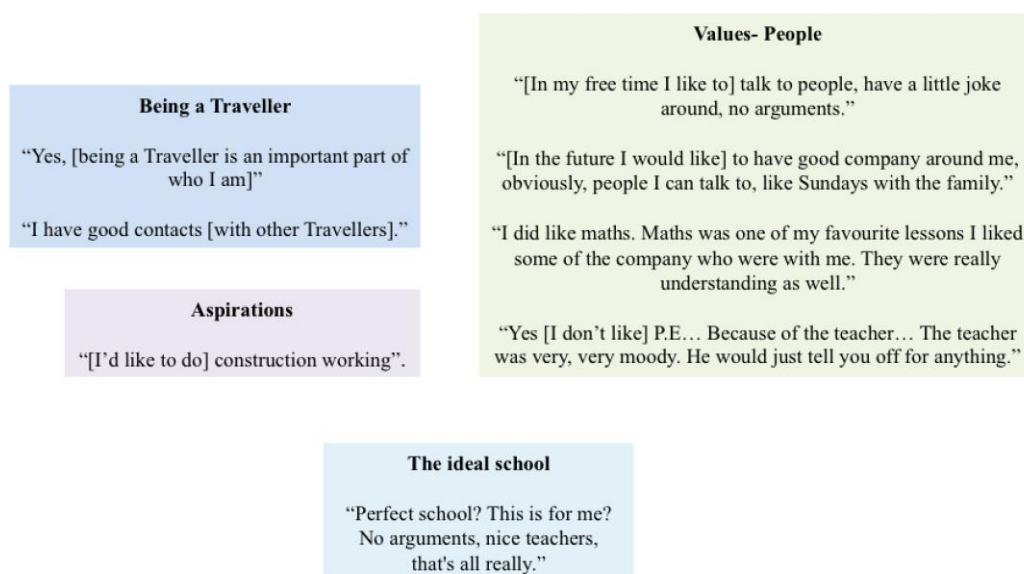 Being a Traveller
“Yes, [being a Traveller is an important part of
who I am]”
“I have good contacts [with other Travellers].”
Aspirations
“[I’d like to do] construction working”.
Values- People
“[In my free time I like to] talk to people, have a little joke
around, no arguments.”
“[In the future I would like] to have good company around me,
obviously, people I can talk to, like Sundays with the family.”
“I did like maths. Maths was one of my favourite lessons I liked
some of the company who were with me. They were really
understanding as well.”
“Yes [I don’t like] P.E… Because of the teacher… The teacher
was very, very moody. He would just tell you off for anything.”
The ideal school
“Perfect school? This is for me?
No arguments, nice teachers,
that's all really.”